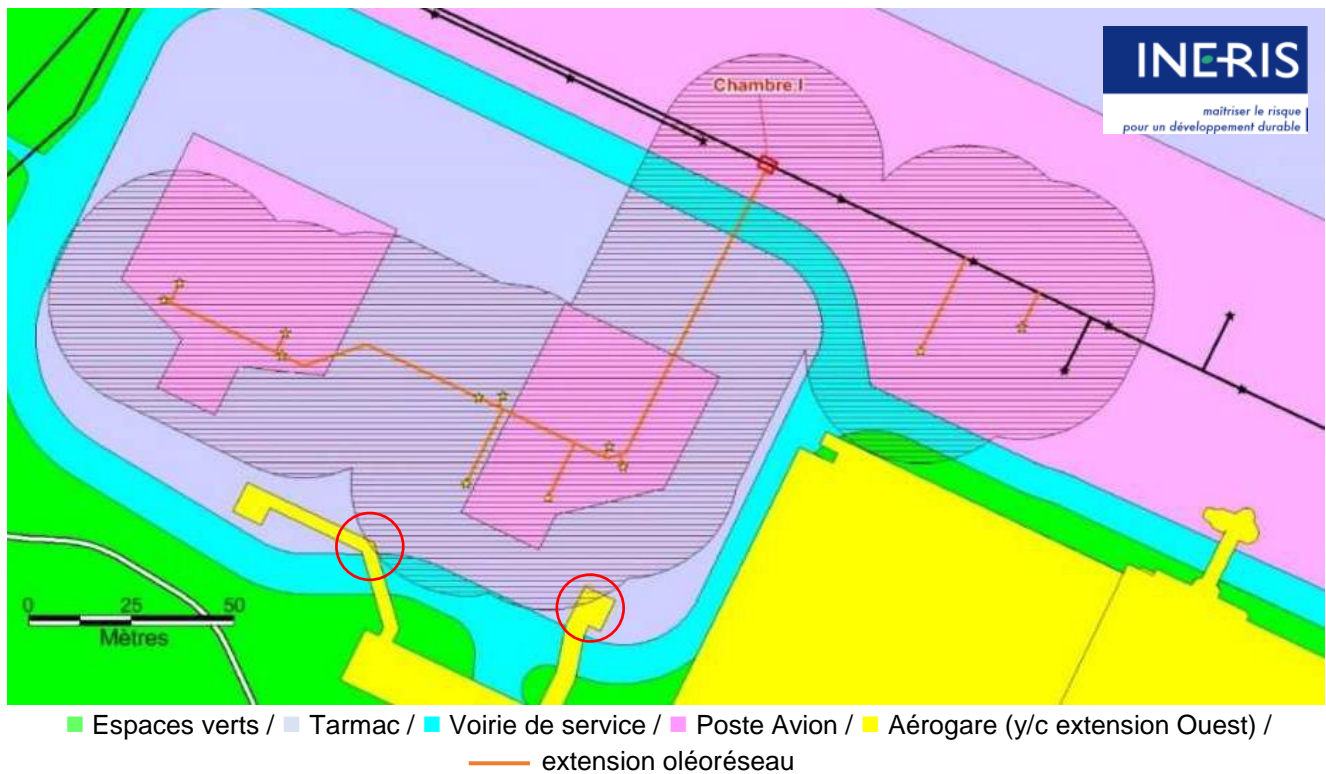 INERIS
maîtriser le risque
pour un développement durable
Chambre I
0 25 50
Mètres
Espaces verts / Tarmac / Voirie de service / Poste Avion / Aérogare (y/c extension Ouest) /
extension oléoréseau